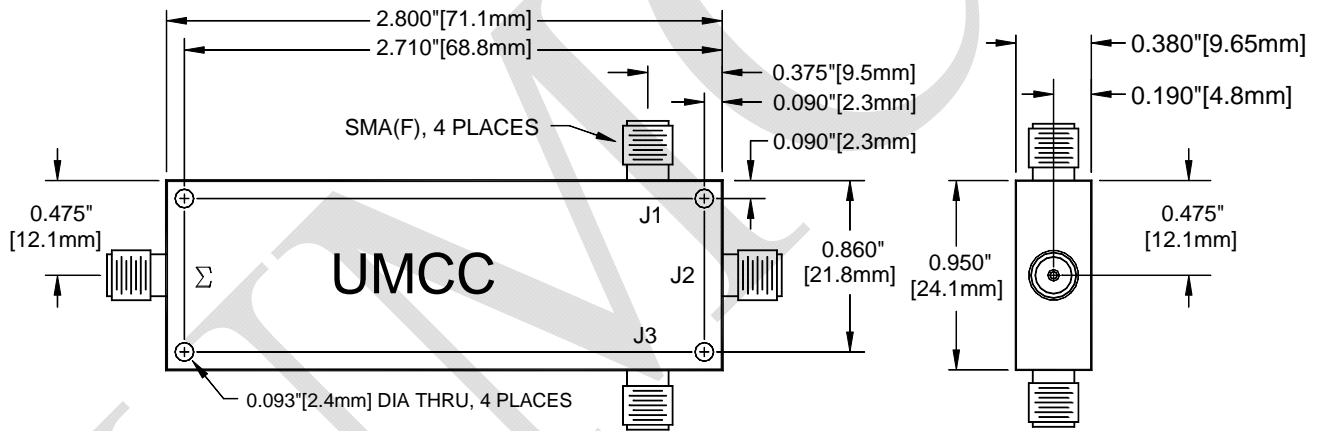 2.800"[71.1mm]
2.710"[68.8mm]
0.375"[9.5mm]
0.090"[2.3mm]
0.090"[2.3mm]
SMA(F), 4 PLACES
0.380"[9.65mm]
0.190"[4.8mm]
0.475"
[12.1mm]
Σ
UMCC
J1
J2
J3
0.860"
[21.8mm]
0.950"
[24.1mm]
0.475"
[12.1mm]
0.093"[2.4mm] DIA THRU, 4 PLACES